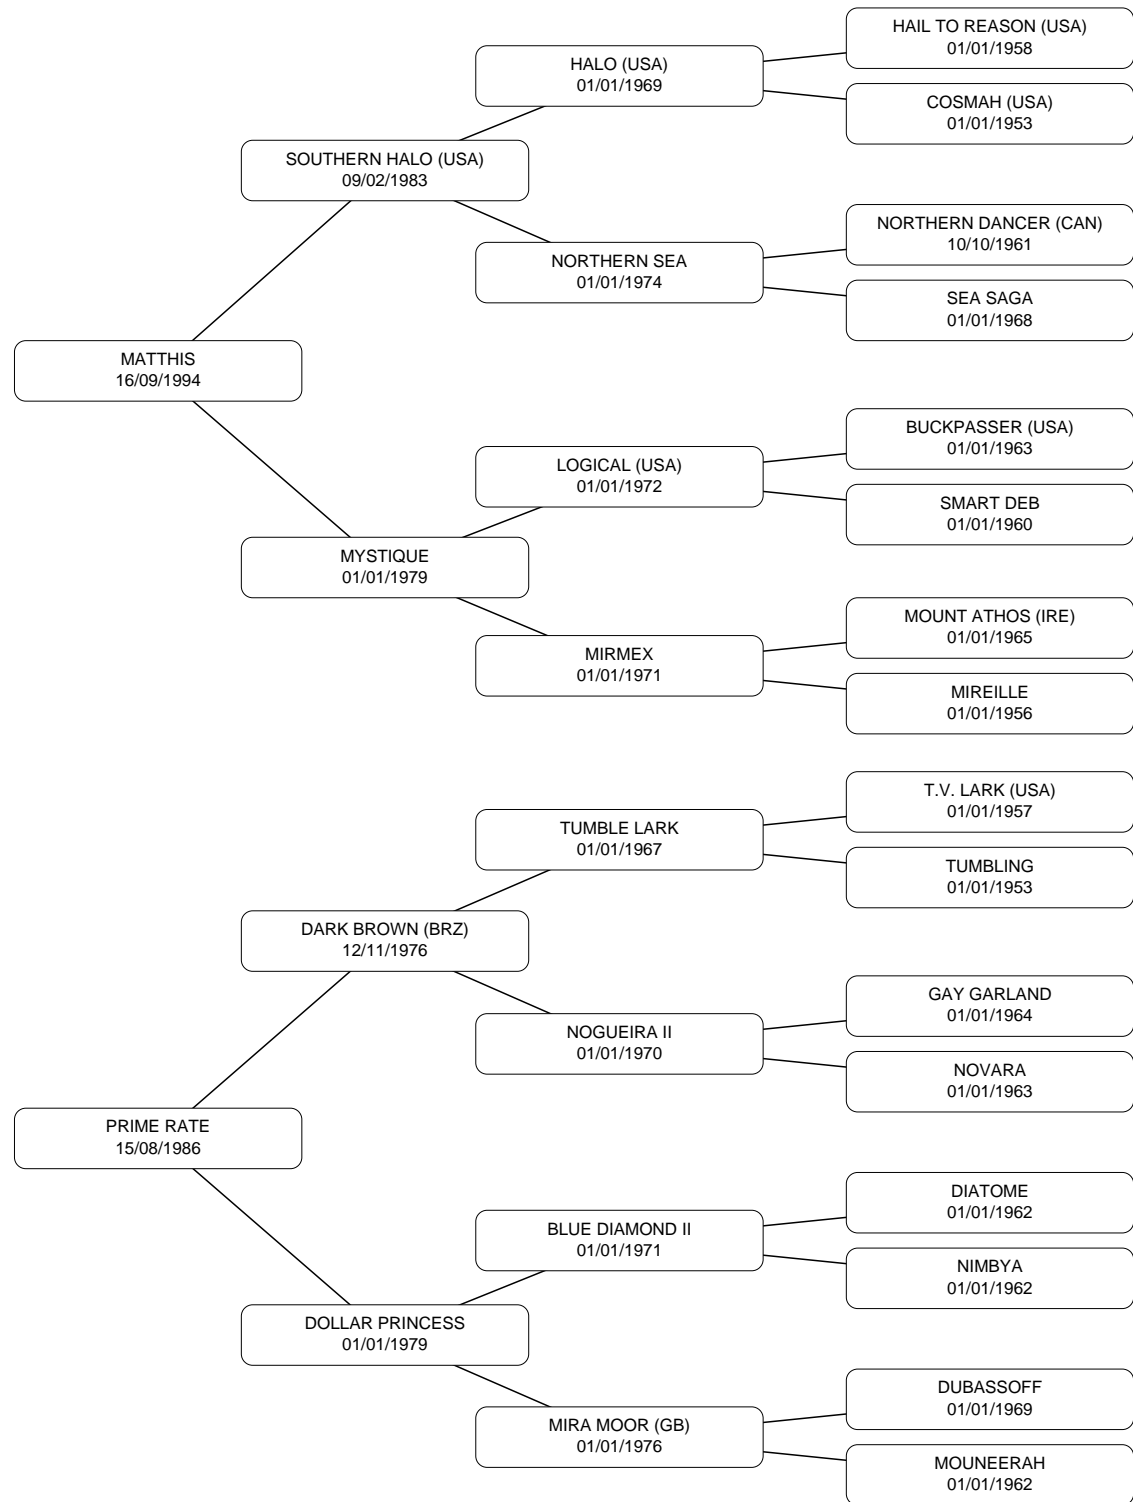 HAIL TO REASON (USA)
01/01/1958
HALO (USA)
01/01/1969
COSMAH (USA)
01/01/1953
SOUTHERN HALO (USA)
09/02/1983
NORTHERN DANCER (CAN)
10/10/1961
NORTHERN SEA
01/01/1974
SEA SAGA
01/01/1968
MATTHIS
16/09/1994
BUCKPASSER (USA)
01/01/1963
LOGICAL (USA)
01/01/1972
SMART DEB
01/01/1960
MYSTIQUE
01/01/1979
MOUNT ATHOS (IRE)
01/01/1965
MIRMEX
01/01/1971
MIREILLE
01/01/1956
T.V. LARK (USA)
01/01/1957
TUMBLE LARK
01/01/1967
TUMBLING
01/01/1953
DARK BROWN (BRZ)
12/11/1976
GAY GARLAND
01/01/1964
NOGUEIRA II
01/01/1970
NOVARA
01/01/1963
PRIME RATE
15/08/1986
DIATOME
01/01/1962
BLUE DIAMOND II
01/01/1971
NIMBYA
01/01/1962
DOLLAR PRINCESS
01/01/1979
DUBASSOFF
01/01/1969
MIRA MOOR (GB)
01/01/1976
MOUNEERAH
01/01/1962